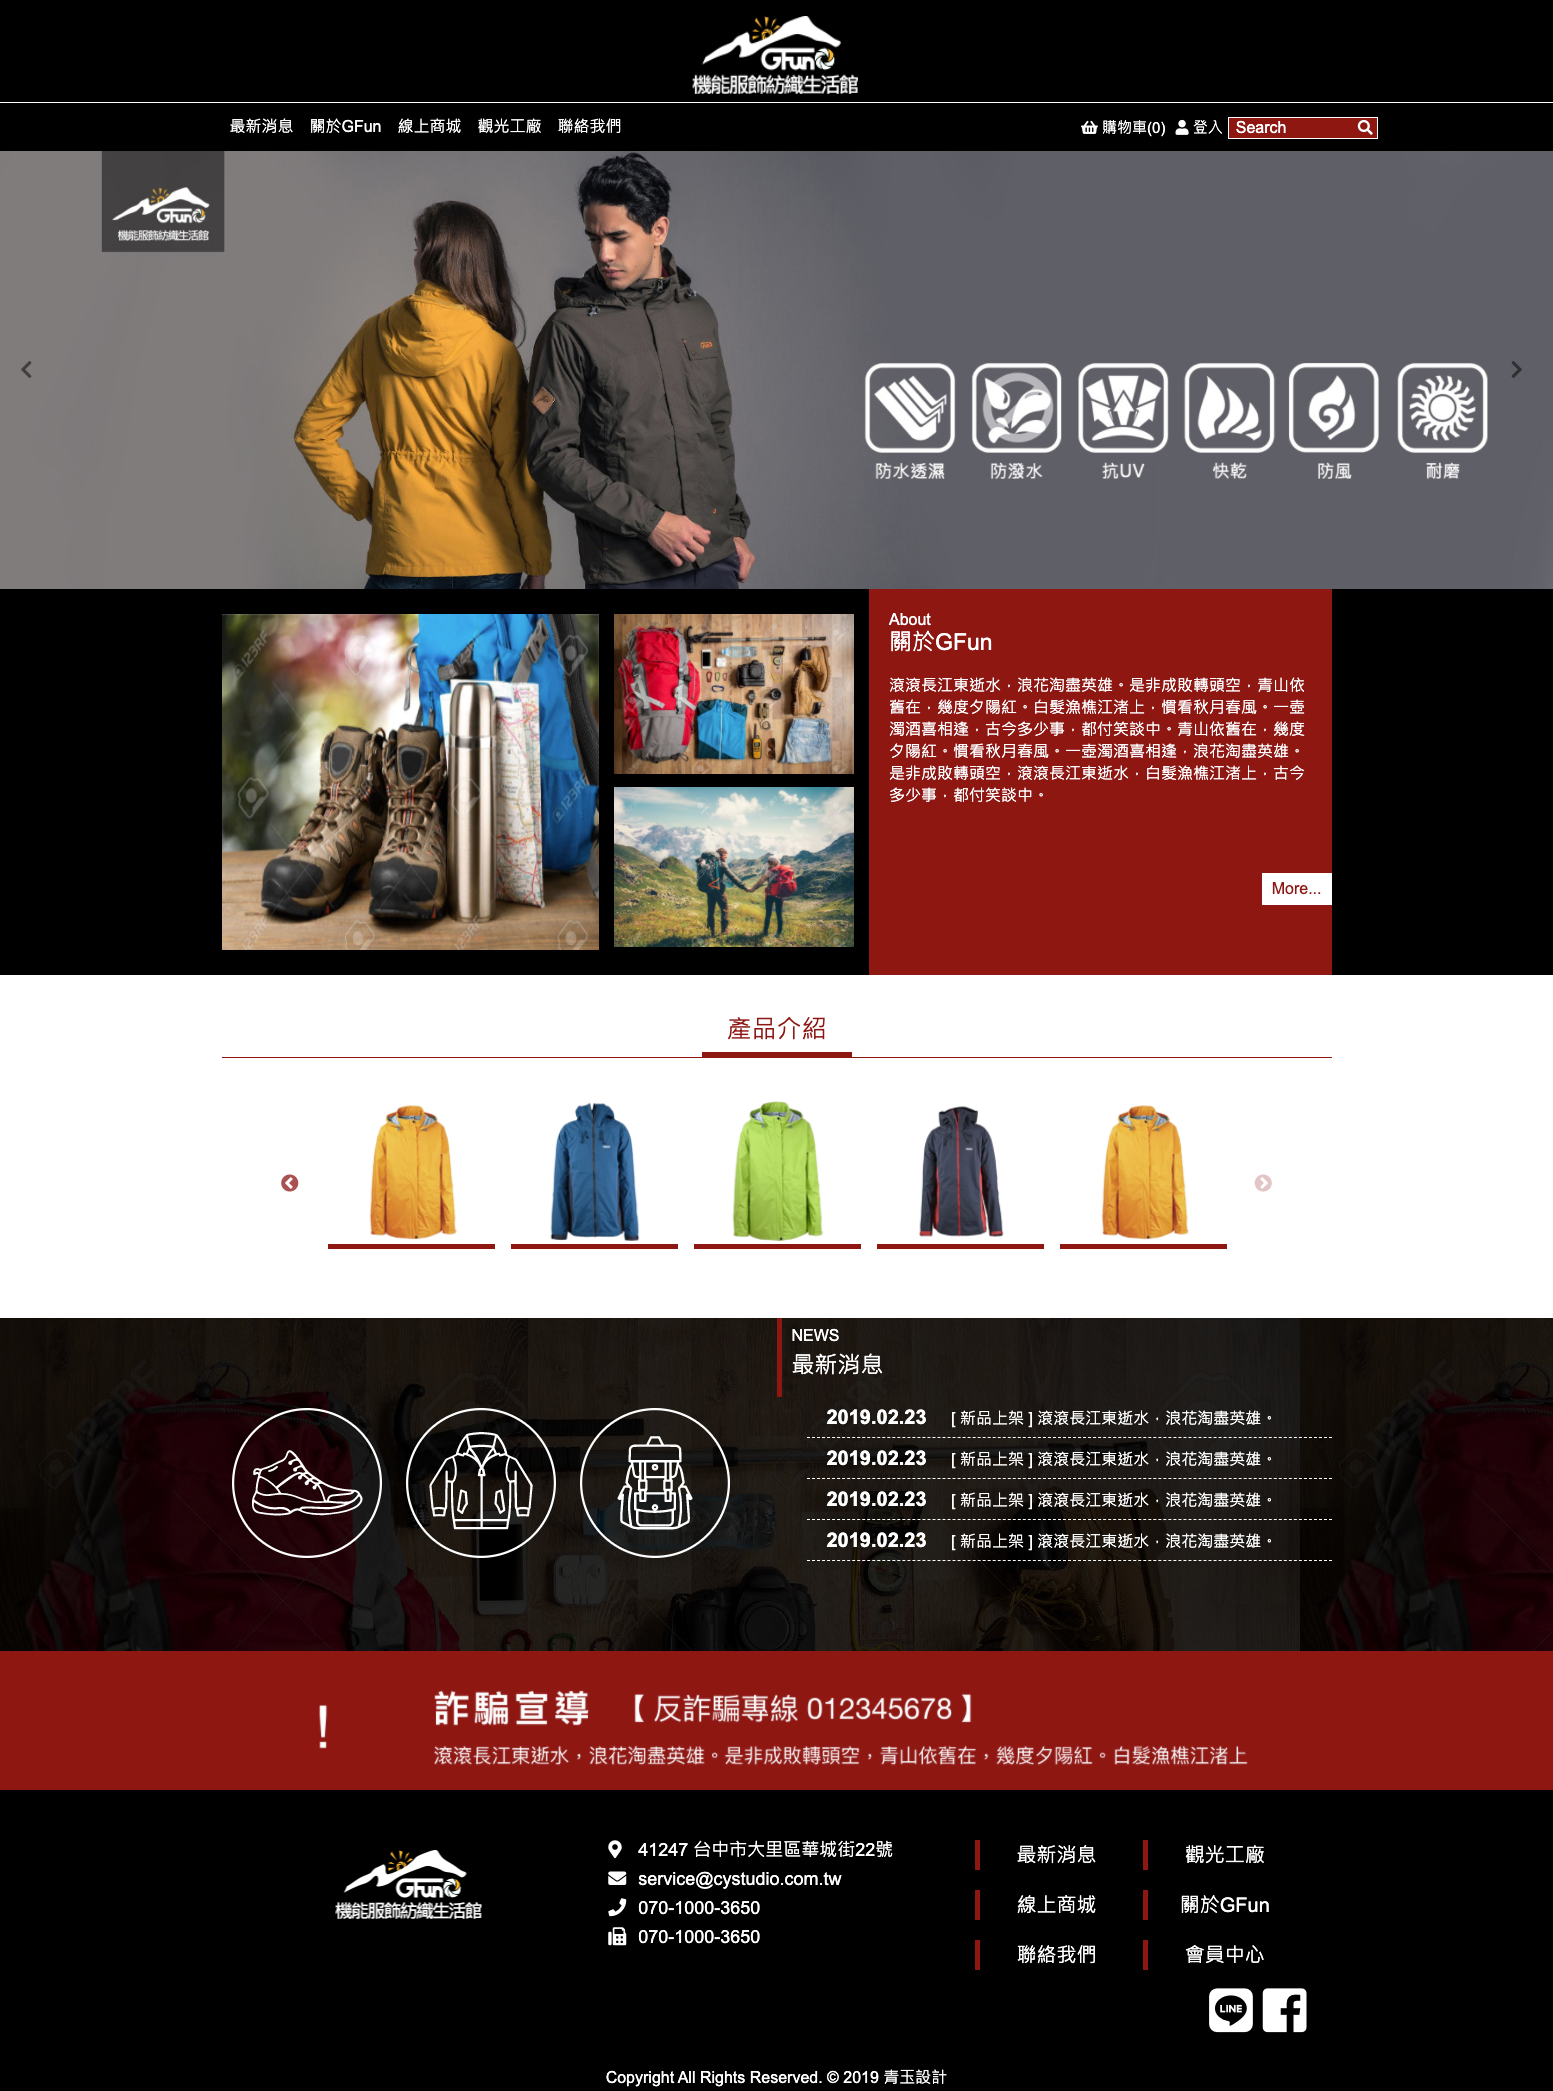 GFun
機能服飾紡織生活館
最新消息 關於GFun 線上商城 觀光工廠 聯絡我們
購物車(0) 登入 Search
GFun
機能服飾紡織生活館
防水透濕 防潑水 抗UV 快乾 防風 耐磨
About
關於GFun
滾滾長江東逝水，浪花淘盡英雄。是非成敗轉頭空，青山依
舊在，幾度夕陽紅。白髮漁樵江渚上，慣看秋月春風。一壺
濁酒喜相逢，古今多少事，都付笑談中。青山依舊在，幾度
夕陽紅。慣看秋月春風。一壺濁酒喜相逢，浪花淘盡英雄。
是非成敗轉頭空，滾滾長江東逝水，白髮漁樵江渚上，古今
多少事，都付笑談中。
More...
123RF
產品介紹
NEWS
最新消息
2019.02.23 [ 新品上架 ] 滾滾長江東逝水，浪花淘盡英雄。
2019.02.23 [ 新品上架 ] 滾滾長江東逝水，浪花淘盡英雄。
2019.02.23 [ 新品上架 ] 滾滾長江東逝水，浪花淘盡英雄。
2019.02.23 [ 新品上架 ] 滾滾長江東逝水，浪花淘盡英雄。
! 詐騙宣導 【 反詐騙專線 012345678 】
滾滾長江東逝水，浪花淘盡英雄。是非成敗轉頭空，青山依舊在，幾度夕陽紅。白髮漁樵江渚上
GFun
機能服飾紡織生活館
41247 台中市大里區華城街22號
service@cystudio.com.tw
070-1000-3650
070-1000-3650
最新消息 觀光工廠
線上商城 關於GFun
聯絡我們 會員中心
LINE
Copyright All Rights Reserved. © 2019 青玉設計